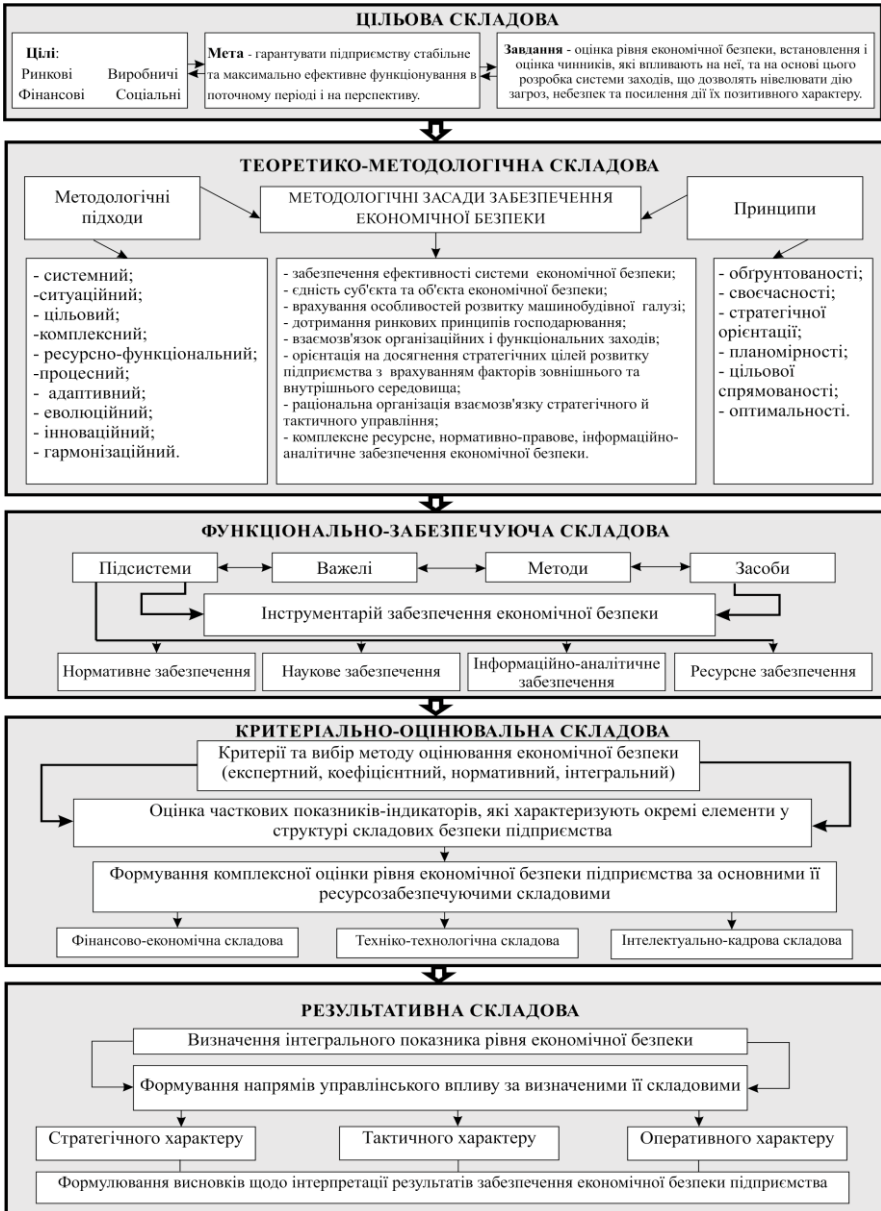 ЦІЛЬОВА СКЛАДОВА
Цілі:
Ринкові Виробничі
Фінансові Соціальні
Мета - гарантувати підприємству стабільне
та максимально ефективне функціонування в
поточному періоді і на перспективу.
Завдання - оцінка рівня економічної безпеки, встановлення і
оцінка чинників, які впливають на неї, та на основі цього
розробка системи заходів, що дозволять нівелювати дію
загроз, небезпек та посилення дії їх позитивного характеру.
ТЕОРЕТИКО-МЕТОДОЛОГІЧНА СКЛАДОВА
Методологічні
підходи
МЕТОДОЛОГІЧНІ ЗАСАДИ ЗАБЕЗПЕЧЕННЯ
ЕКОНОМІЧНОЇ БЕЗПЕКИ
Принципи
- системний;
-ситуаційний;
- цільовий;
-комплексний;
- ресурсно-функціональний;
-процесний;
- адаптивний;
- еволюційний;
- інноваційний;
- гармонізаційний.
- забезпечення ефективності системи економічної безпеки;
- єдність суб'єкта та об'єкта економічної безпеки;
- врахування особливостей розвитку машинобудівної галузі;
- дотримання ринкових принципів господарювання;
- взаємозв'язок організаційних і функціональних заходів;
- орієнтація на досягнення стратегічних цілей розвитку
підприємства з врахуванням факторів зовнішнього та
внутрішнього середовища;
- раціональна організація взаємозв'язку стратегічного й
тактичного управління;
- комплексне ресурсне, нормативно-правове, інформаційно-
аналітичне забезпечення економічної безпеки.
- обґрунтованості;
- своєчасності;
- стратегічної
орієнтації;
- планомірності;
- цільової
спрямованості;
- оптимальності.
ФУНКЦІОНАЛЬНО-ЗАБЕЗПЕЧУЮЧА СКЛАДОВА
Підсистеми
Важелі
Методи
Засоби
Інструментарій забезпечення економічної безпеки
Нормативне забезпечення
Наукове забезпечення
Інформаційно-аналітичне
забезпечення
Ресурсне забезпечення
КРИТЕРІАЛЬНО-ОЦІНЮВАЛЬНА СКЛАДОВА
Критерії та вибір методу оцінювання економічної безпеки
(експертний, коефіцієнтний, нормативний, інтегральний)
Оцінка часткових показників-індикаторів, які характеризують окремі елементи у
структурі складових безпеки підприємства
Формування комплексної оцінки рівня економічної безпеки підприємства за основними її
ресурсозабезпечуючими складовими
Фінансово-економічна складова
Техніко-технологічна складова
Інтелектуально-кадрова складова
РЕЗУЛЬТАТИВНА СКЛАДОВА
Визначення інтегрального показника рівня економічної безпеки
Формування напрямів управлінського впливу за визначеними її складовими
Стратегічного характеру
Тактичного характеру
Оперативного характеру
Формулювання висновків щодо інтерпретації результатів забезпечення економічної безпеки підприємства